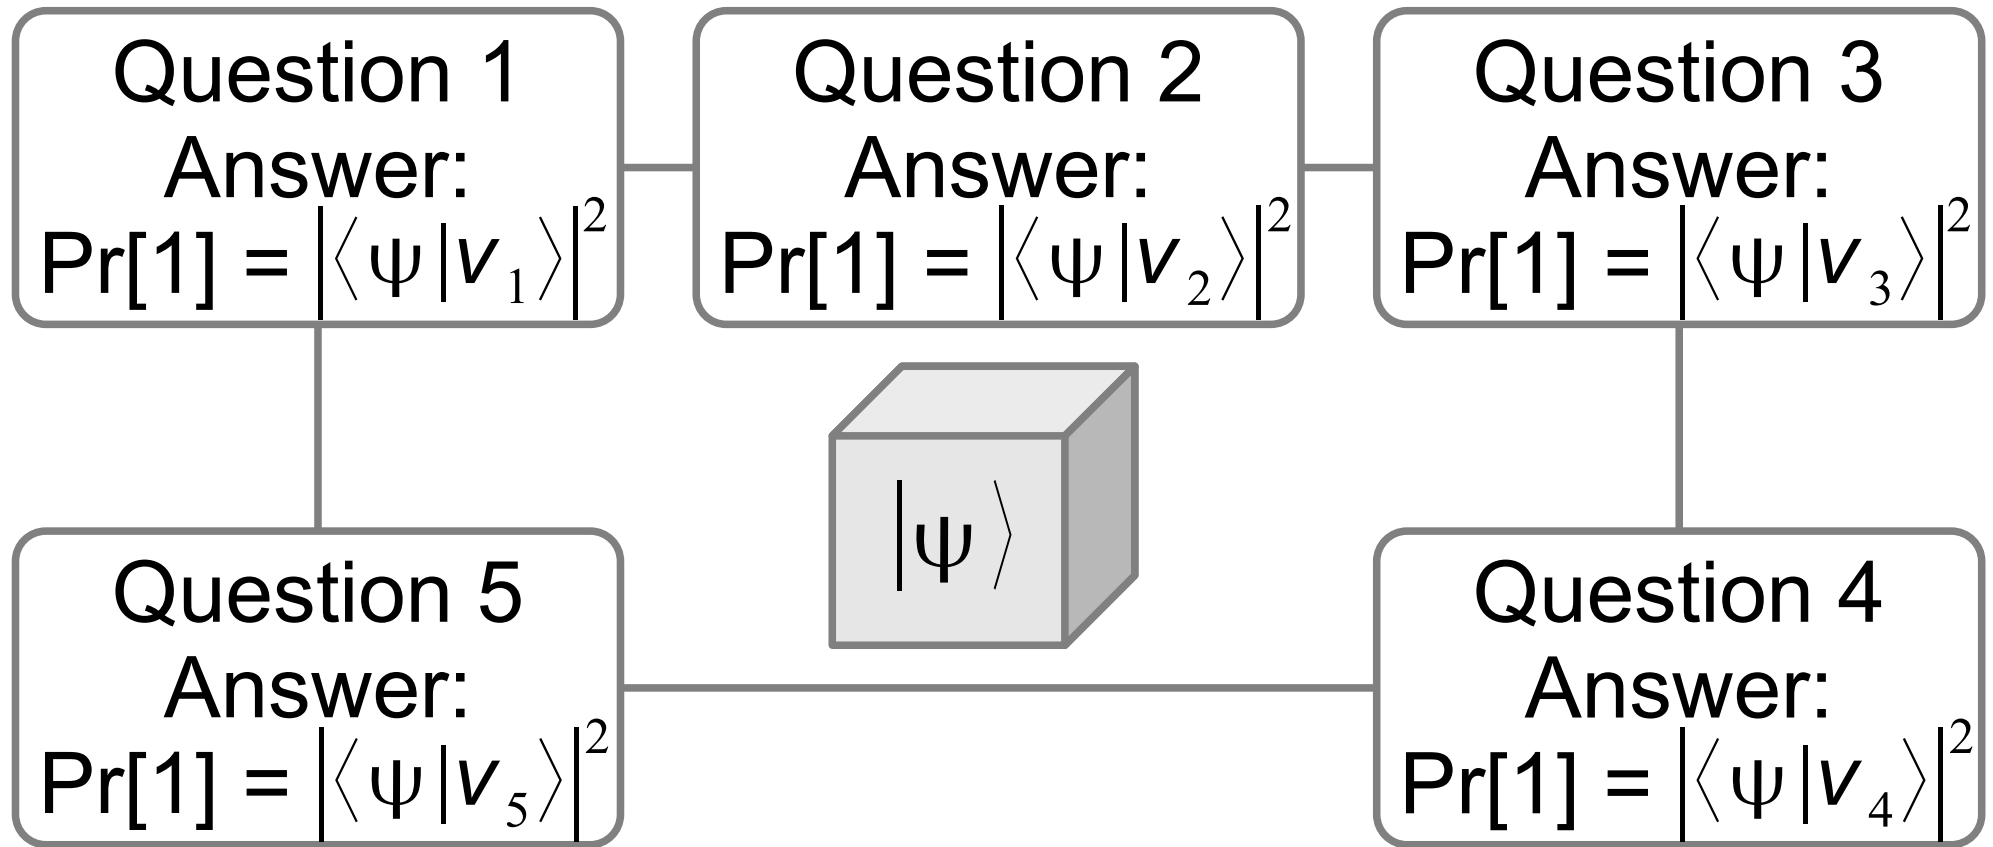 Question 1
Answer:
Pr[1] = |⟨ψ|v₁⟩|²
Question 2
Answer:
Pr[1] = |⟨ψ|v₂⟩|²
Question 3
Answer:
Pr[1] = |⟨ψ|v₃⟩|²
|ψ⟩
Question 5
Answer:
Pr[1] = |⟨ψ|v₅⟩|²
Question 4
Answer:
Pr[1] = |⟨ψ|v₄⟩|²